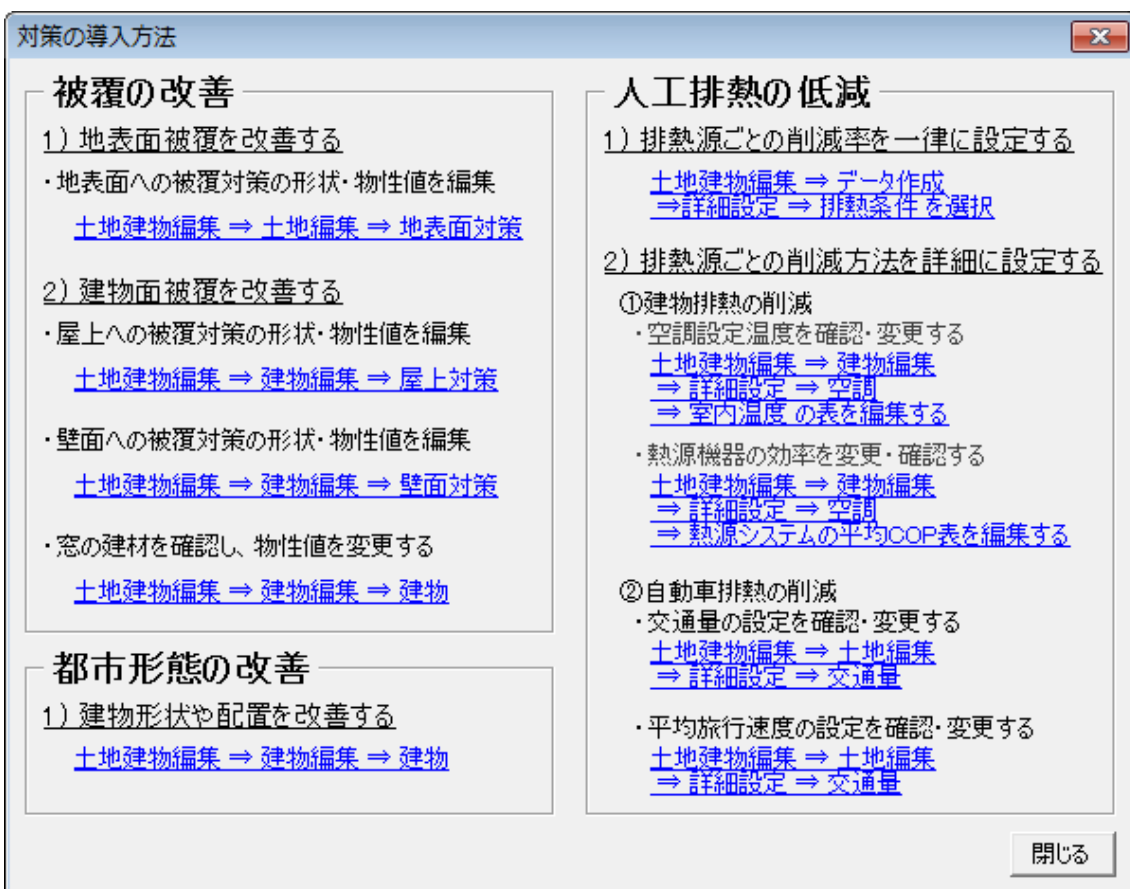 対策の導入方法
被覆の改善
1) 地表面被覆を改善する
・地表面への被覆対策の形状・物性値を編集
土地建物編集 ⇒ 土地編集 ⇒ 地表面対策
2) 建物面被覆を改善する
・屋上への被覆対策の形状・物性値を編集
土地建物編集 ⇒ 建物編集 ⇒ 屋上対策
・壁面への被覆対策の形状・物性値を編集
土地建物編集 ⇒ 建物編集 ⇒ 壁面対策
・窓の建材を確認し、物性値を変更する
土地建物編集 ⇒ 建物編集 ⇒ 建物
都市形態の改善
1) 建物形状や配置を改善する
土地建物編集 ⇒ 建物編集 ⇒ 建物
人工排熱の低減
1) 排熱源ごとの削減率を一律に設定する
土地建物編集 ⇒ データ作成
⇒詳細設定 ⇒ 排熱条件 を選択
2) 排熱源ごとの削減方法を詳細に設定する
①建物排熱の削減
・空調設定温度を確認・変更する
土地建物編集 ⇒ 建物編集
⇒ 詳細設定 ⇒ 空調
⇒ 室内温度 の表を編集する
・熱源機器の効率を変更・確認する
土地建物編集 ⇒ 建物編集
⇒ 詳細設定 ⇒ 空調
⇒ 熱源システムの平均COP表を編集する
②自動車排熱の削減
・交通量の設定を確認・変更する
土地建物編集 ⇒ 土地編集
⇒ 詳細設定 ⇒ 交通量
・平均旅行速度の設定を確認・変更する
土地建物編集 ⇒ 土地編集
⇒ 詳細設定 ⇒ 交通量
閉じる